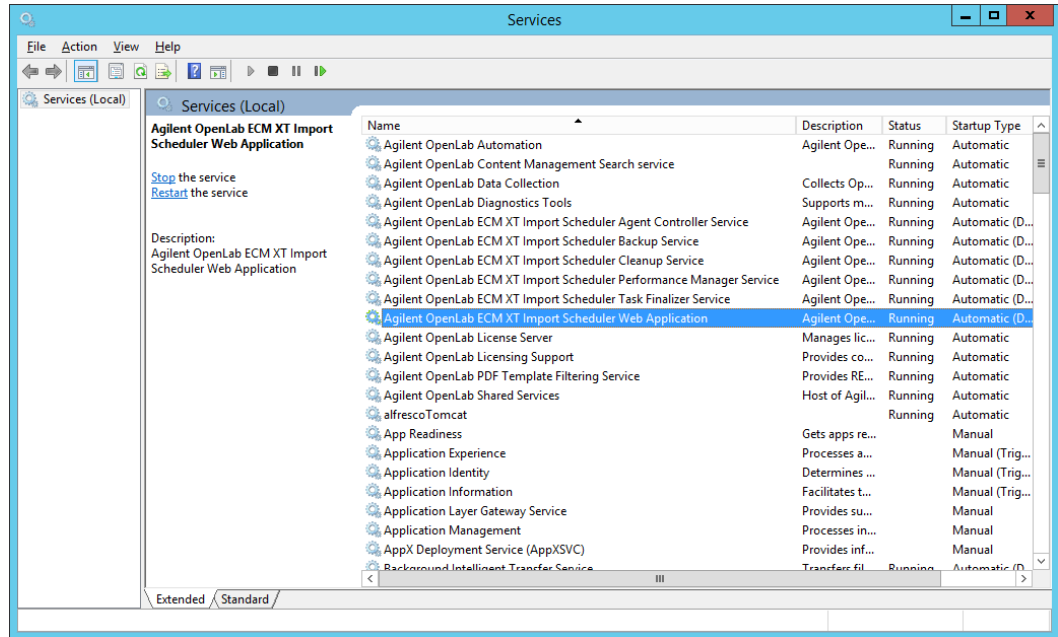 Services
File Action View Help
Services (Local)
Services (Local)
Agilent OpenLab ECM XT Import
Scheduler Web Application
Stop the service
Restart the service
Description:
Agilent OpenLab ECM XT Import
Scheduler Web Application
Name Description Status Startup Type
Agilent OpenLab Automation Agilent Ope... Running Automatic
Agilent OpenLab Content Management Search service Running Automatic
Agilent OpenLab Data Collection Collects Op... Running Automatic
Agilent OpenLab Diagnostics Tools Supports m... Running Automatic
Agilent OpenLab ECM XT Import Scheduler Agent Controller Service Agilent Ope... Running Automatic (D...
Agilent OpenLab ECM XT Import Scheduler Backup Service Agilent Ope... Running Automatic (D...
Agilent OpenLab ECM XT Import Scheduler Cleanup Service Agilent Ope... Running Automatic (D...
Agilent OpenLab ECM XT Import Scheduler Performance Manager Service Agilent Ope... Running Automatic (D...
Agilent OpenLab ECM XT Import Scheduler Task Finalizer Service Agilent Ope... Running Automatic (D...
Agilent OpenLab ECM XT Import Scheduler Web Application Agilent Ope... Running Automatic (D...
Agilent OpenLab License Server Manages lic... Running Automatic
Agilent OpenLab Licensing Support Provides co... Running Automatic
Agilent OpenLab PDF Template Filtering Service Provides RE... Running Automatic
Agilent OpenLab Shared Services Host of Agil... Running Automatic
alfrescoTomcat Running Automatic
App Readiness Gets apps re... Manual
Application Experience Processes a... Manual (Trig...
Application Identity Determines ... Manual (Trig...
Application Information Facilitates t... Manual (Trig...
Application Layer Gateway Service Provides su... Manual
Application Management Processes in... Manual
AppX Deployment Service (AppXSVC) Provides inf... Manual
Background Intelligent Transfer Service Transfers fil... Running Automatic (D...
Extended Standard